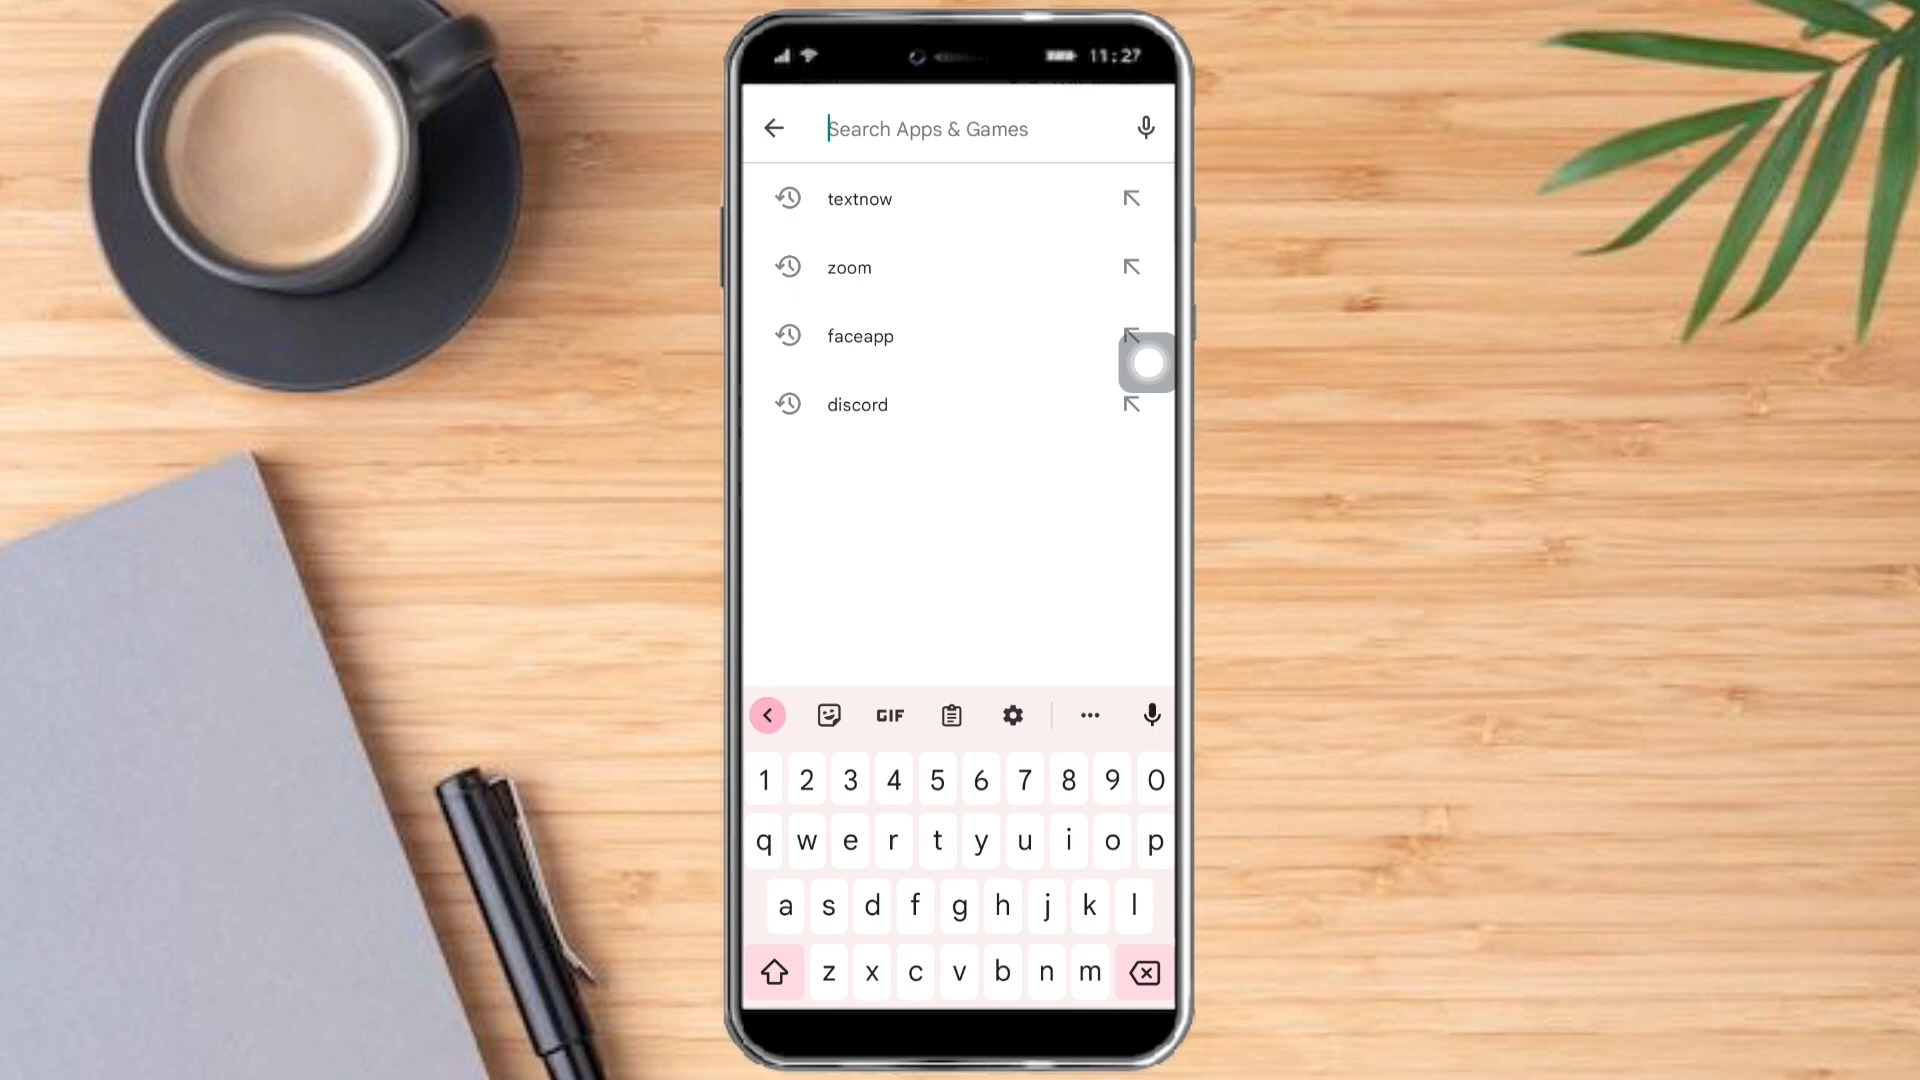 11:27
Search Apps & Games
textnow
zoom
faceapp
discord
GIF
1 2 3 4 5 6 7 8 9 0
q w e r t y u i o p
a s d f g h j k l
z x c v b n m